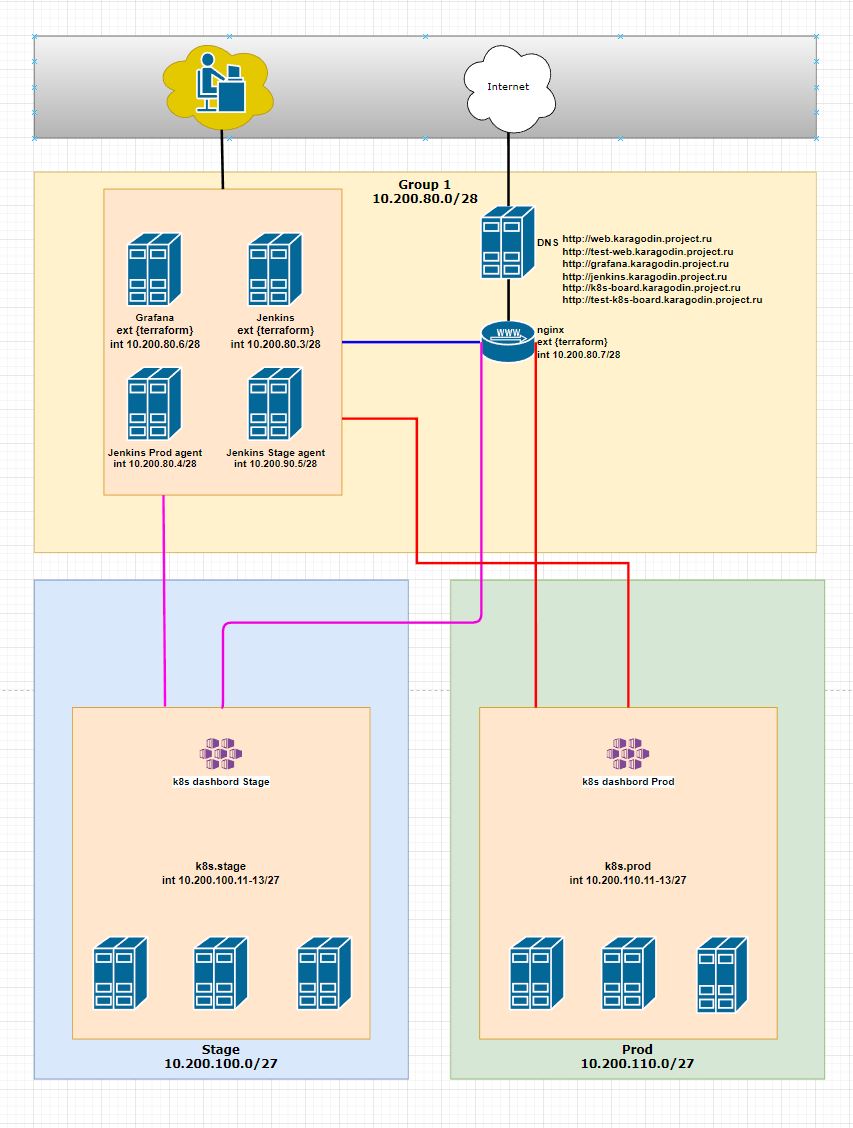 Internet
Group 1
10.200.80.0/28
DNS
http://web.karagodin.project.ru
http://test-web.karagodin.project.ru
http://grafana.karagodin.project.ru
http://jenkins.karagodin.project.ru
http://k8s-board.karagodin.project.ru
http://test-k8s-board.karagodin.project.ru
Grafana
ext {terraform}
int 10.200.80.6/28
Jenkins
ext {terraform}
int 10.200.80.3/28
WWW
nginx
ext {terraform}
int 10.200.80.7/28
Jenkins Prod agent
int 10.200.80.4/28
Jenkins Stage agent
int 10.200.90.5/28
k8s dashbord Stage
k8s.stage
int 10.200.100.11-13/27
Stage
10.200.100.0/27
k8s dashbord Prod
k8s.prod
int 10.200.110.11-13/27
Prod
10.200.110.0/27